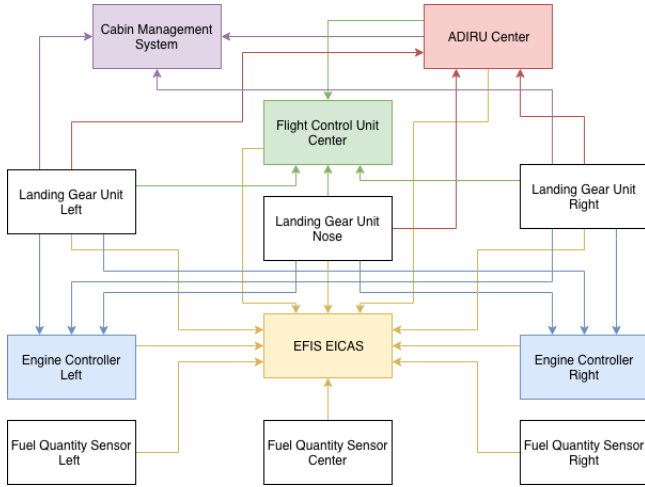 Cabin Management
System
ADIRU Center
Flight Control Unit
Center
Landing Gear Unit
Left
Landing Gear Unit
Nose
Landing Gear Unit
Right
Engine Controller
Left
EFIS EICAS
Engine Controller
Right
Fuel Quantity Sensor
Left
Fuel Quantity Sensor
Center
Fuel Quantity Sensor
Right